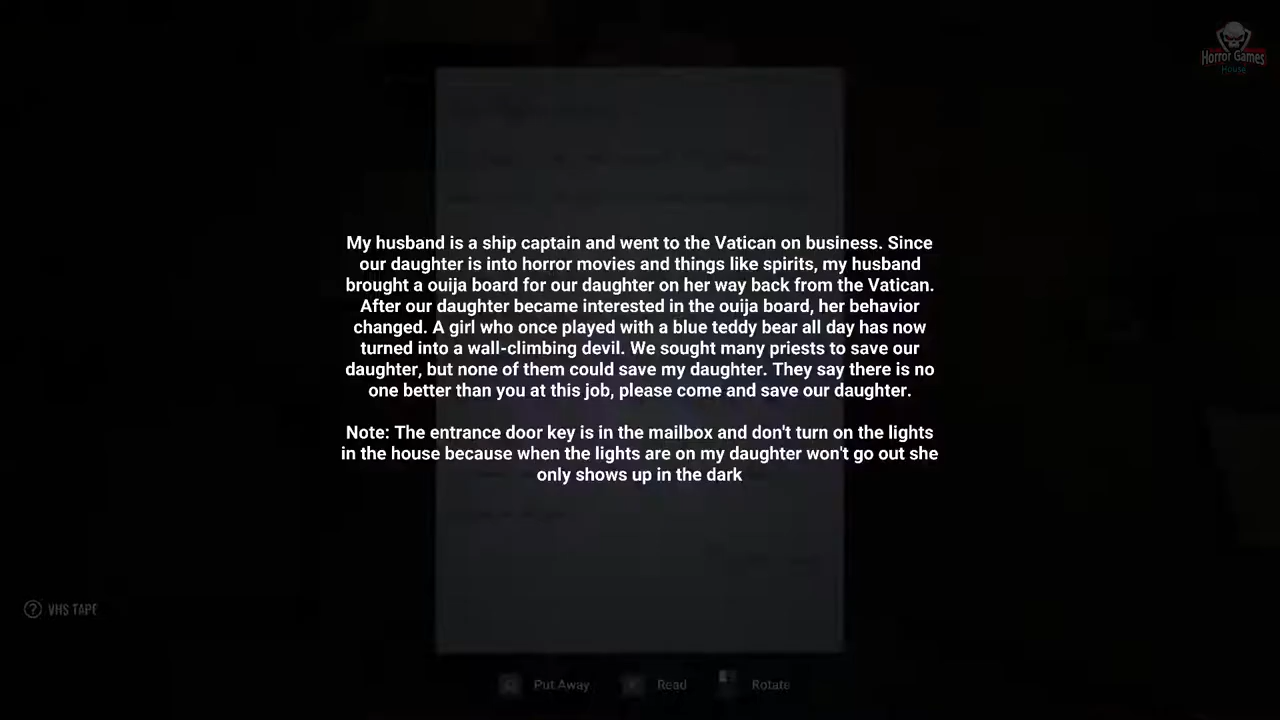 Horror Games
House
My husband is a ship captain and went to the Vatican on business. Since
our daughter is into horror movies and things like spirits, my husband
brought a ouija board for our daughter on her way back from the Vatican.
After our daughter became interested in the ouija board, her behavior
changed. A girl who once played with a blue teddy bear all day has now
turned into a wall-climbing devil. We sought many priests to save our
daughter, but none of them could save my daughter. They say there is no
one better than you at this job, please come and save our daughter.
Note: The entrance door key is in the mailbox and don't turn on the lights
in the house because when the lights are on my daughter won't go out she
only shows up in the dark
? VHS TAPE
Put Away Read Rotate